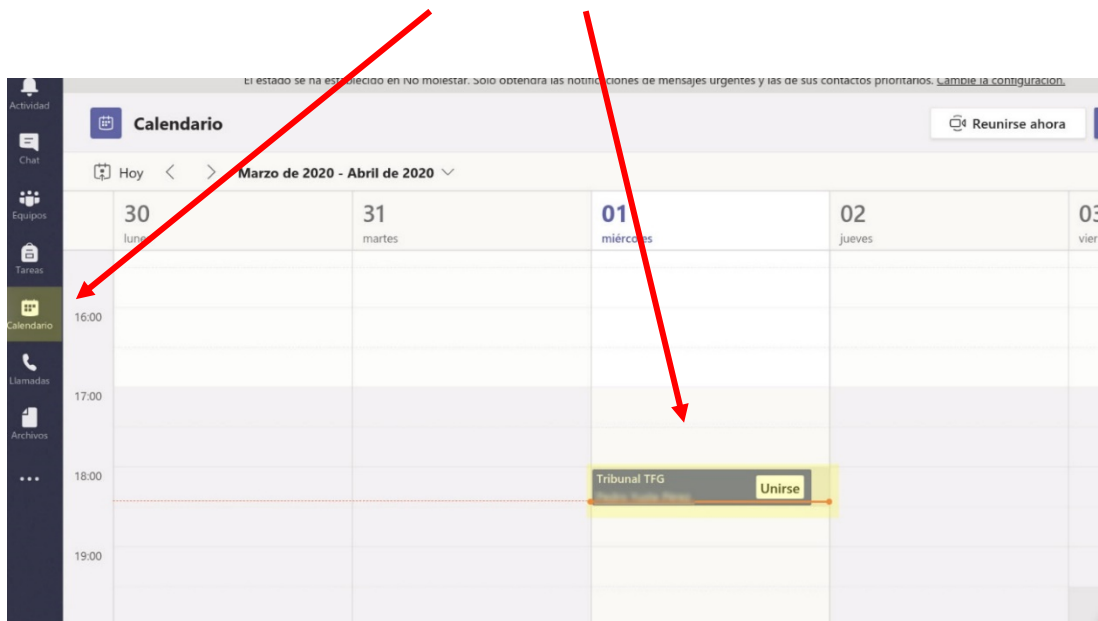 El estado se ha establecido en No molestar. Solo obtendrá las notificaciones de mensajes urgentes y las de sus contactos prioritarios. Cambie la configuración.
Actividad
Chat
Equipos
Tareas
Calendario
Llamadas
Archivos
...
Calendario
Reunirse ahora
Hoy < > Marzo de 2020 - Abril de 2020
30 31 01 02 03
lunes martes miércoles jueves vier
16:00
17:00
18:00
Tribunal TFG
Unirse
19:00